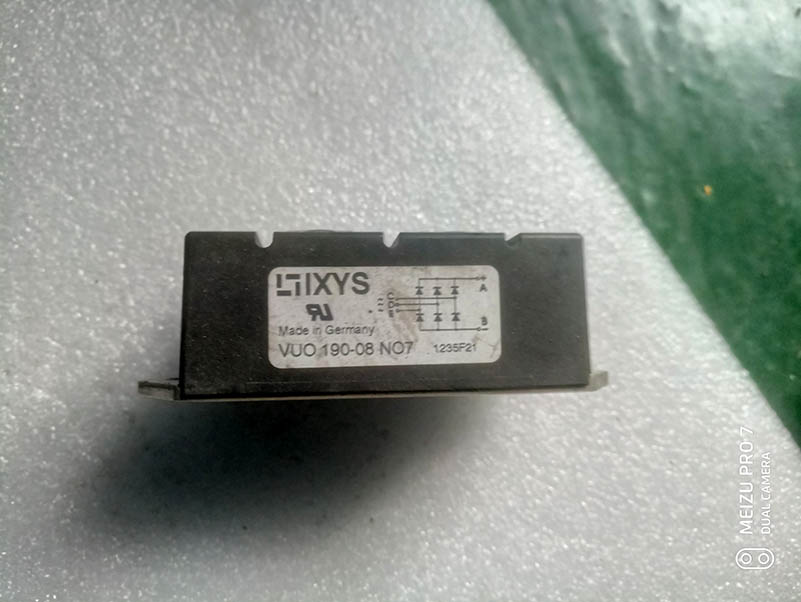 IXYS
Made in Germany
VUO 190-08 NO7 1235F21
C
D
E
A
B
MEIZU PRO 7
DUAL CAMERA